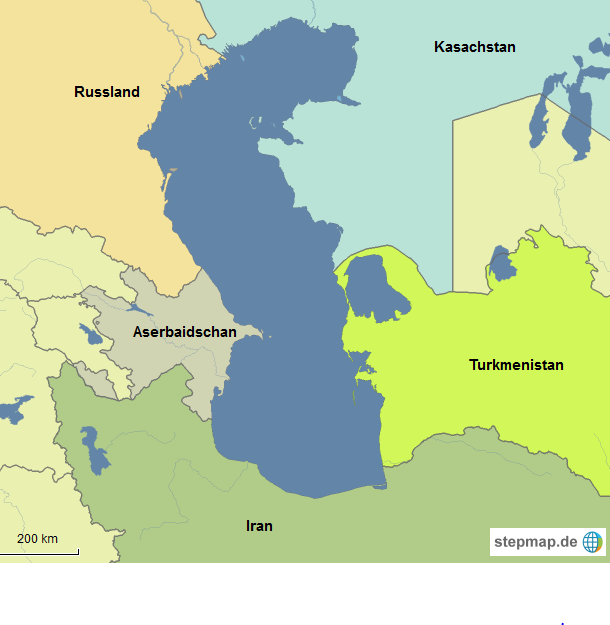 Kasachstan
Russland
Aserbaidschan
Turkmenistan
Iran
200 km
stepmap.de